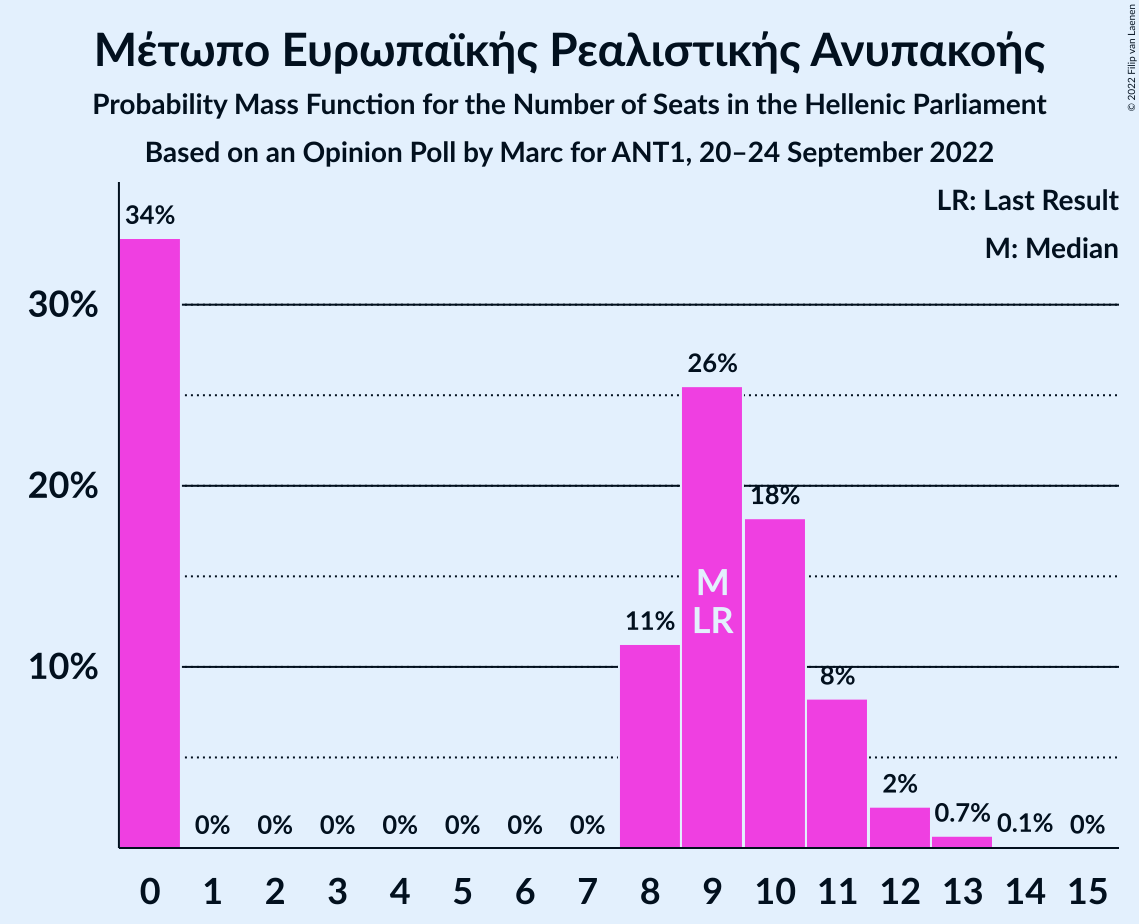 Μέτωπο Ευρωπαϊκής Ρεαλιστικής Ανυπακοής
Probability Mass Function for the Number of Seats in the Hellenic Parliament
Based on an Opinion Poll by Marc for ANT1, 20–24 September 2022
© 2022 Filip van Laenen
LR: Last Result
M: Median
34%
30%
26%
20%
18%
M
LR
11%
10%
8%
2%
0% 0% 0% 0% 0% 0% 0% 0.7% 0.1% 0%
0 1 2 3 4 5 6 7 8 9 10 11 12 13 14 15